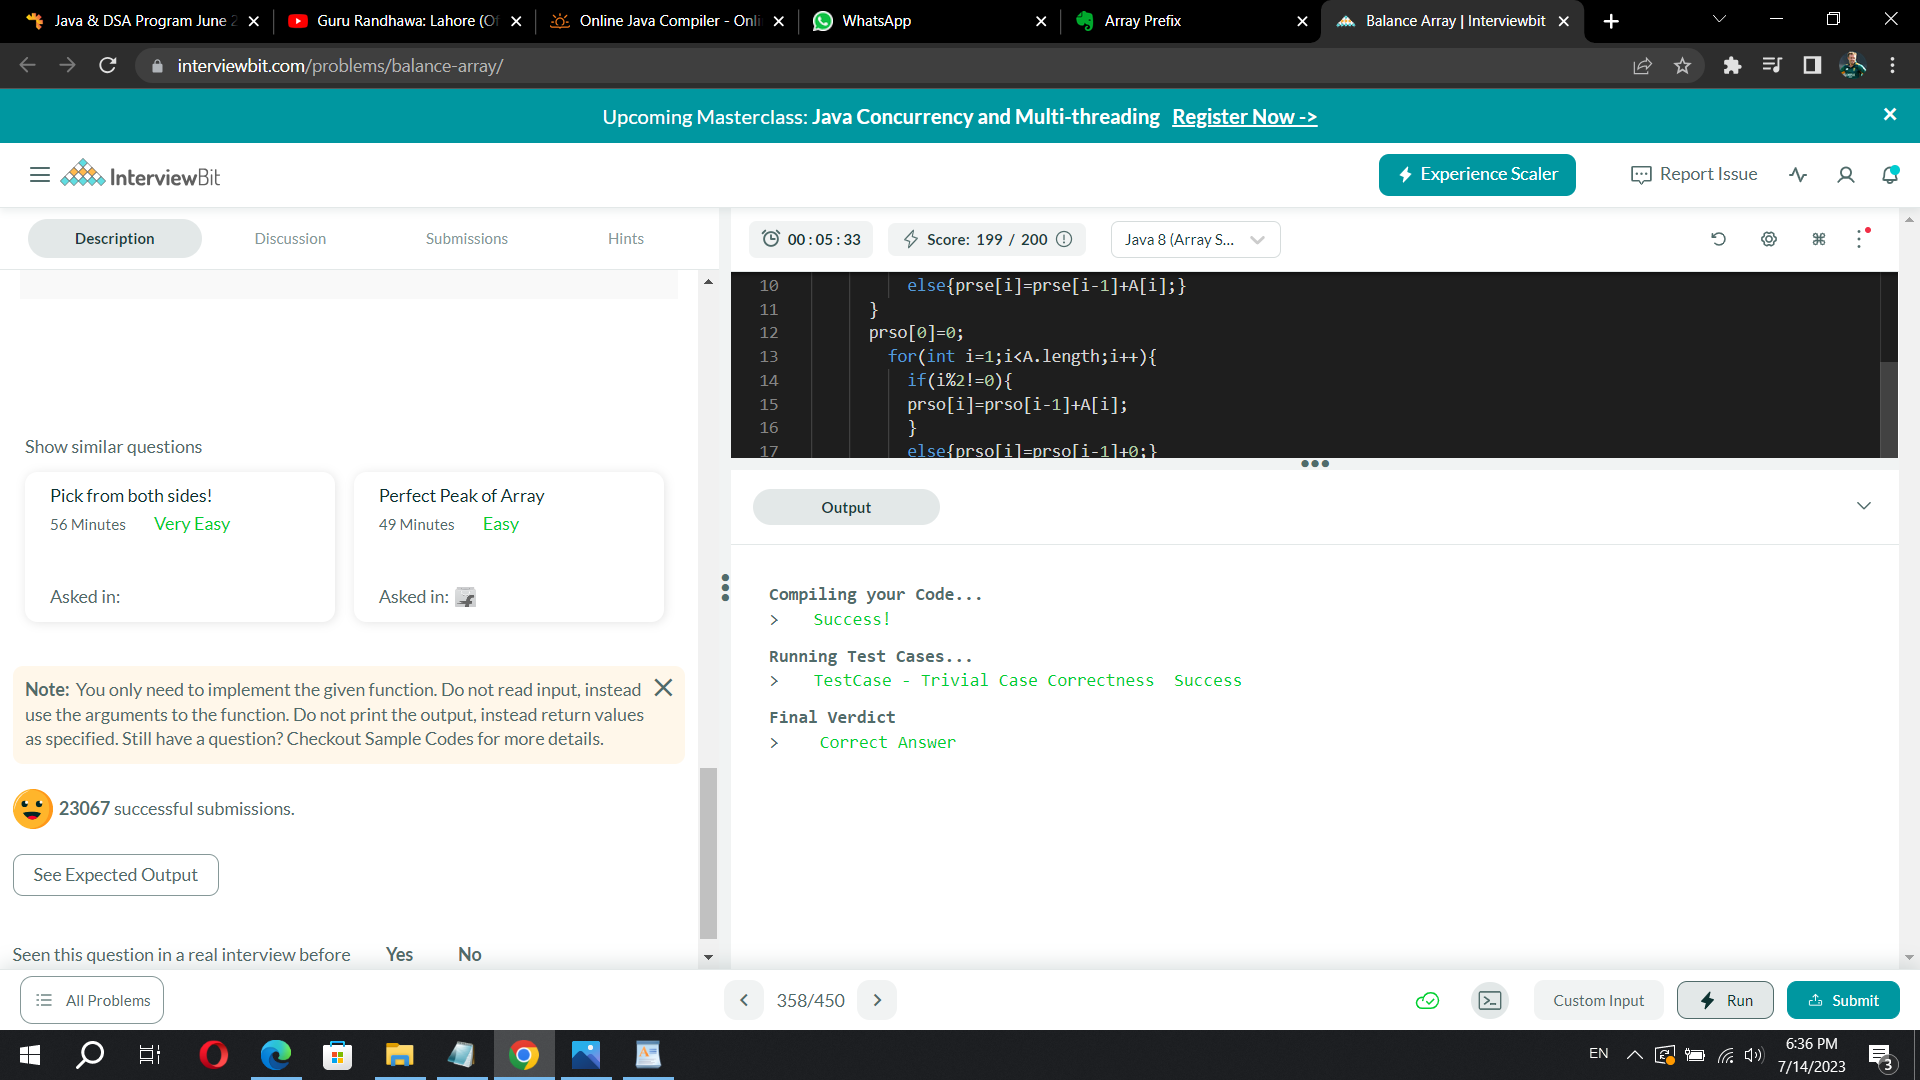 Java & DSA Program June 2
Guru Randhawa: Lahore (Of
Online Java Compiler - Onli
WhatsApp
Array Prefix
Balance Array | Interviewbit
interviewbit.com/problems/balance-array/
Upcoming Masterclass: Java Concurrency and Multi-threading Register Now ->
InterviewBit
Experience Scaler
Report Issue
Description
Discussion
Submissions
Hints
00:05:33
Score: 199 / 200
Java 8 (Array S...
10 else{prse[i]=prse[i-1]+A[i];}
11 }
12 prso[0]=0;
13 for(int i=1;i<A.length;i++){
14 if(i%2!=0){
15 prso[i]=prso[i-1]+A[i];
16 }
17 else{prso[i]=prso[i-1]+0;}
Show similar questions
Pick from both sides!
56 Minutes Very Easy
Asked in:
Perfect Peak of Array
49 Minutes Easy
Asked in:
Note: You only need to implement the given function. Do not read input, instead
use the arguments to the function. Do not print the output, instead return values
as specified. Still have a question? Checkout Sample Codes for more details.
23067 successful submissions.
See Expected Output
Seen this question in a real interview before Yes No
Output
Compiling your Code...
> Success!
Running Test Cases...
> TestCase - Trivial Case Correctness Success
Final Verdict
> Correct Answer
All Problems
358/450
Custom Input
Run
Submit
EN
6:36 PM
7/14/2023
3